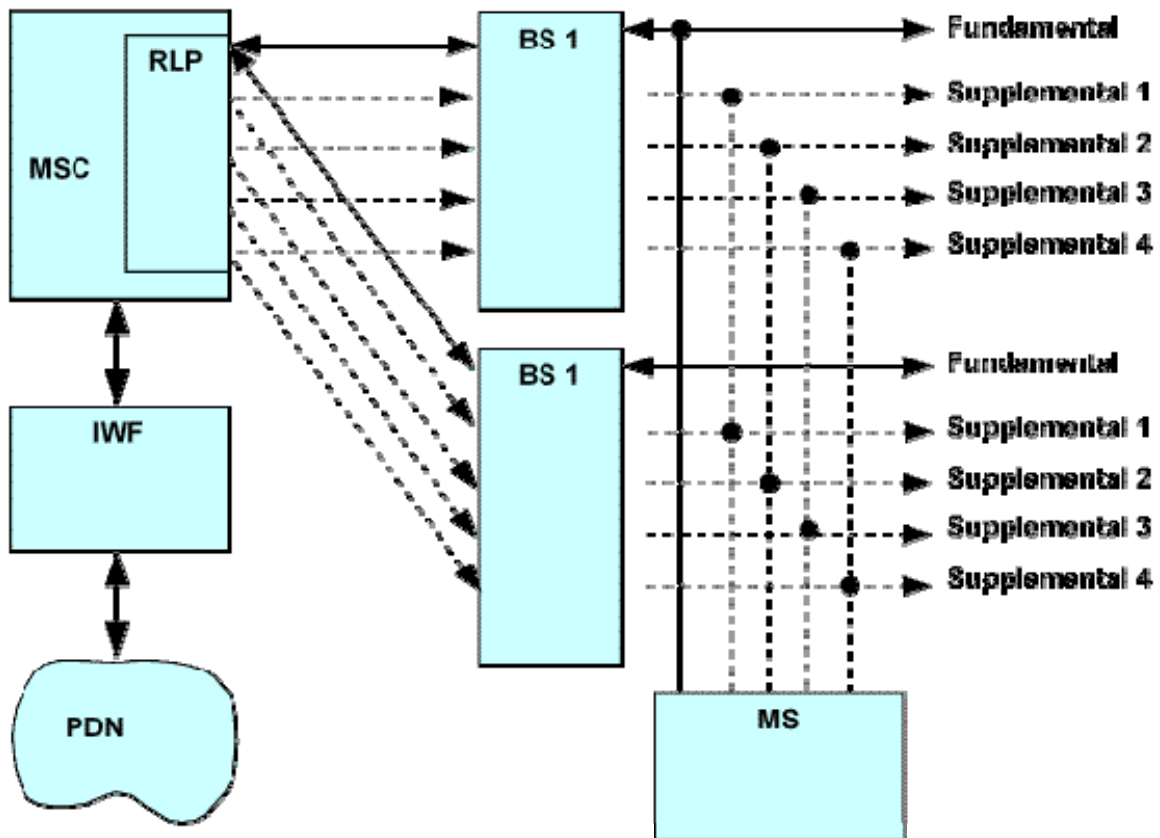 MSC
RLP
BS 1
Fundamental
Supplemental 1
Supplemental 2
Supplemental 3
Supplemental 4
BS 1
Fundamental
Supplemental 1
Supplemental 2
Supplemental 3
Supplemental 4
IWF
PDN
MS